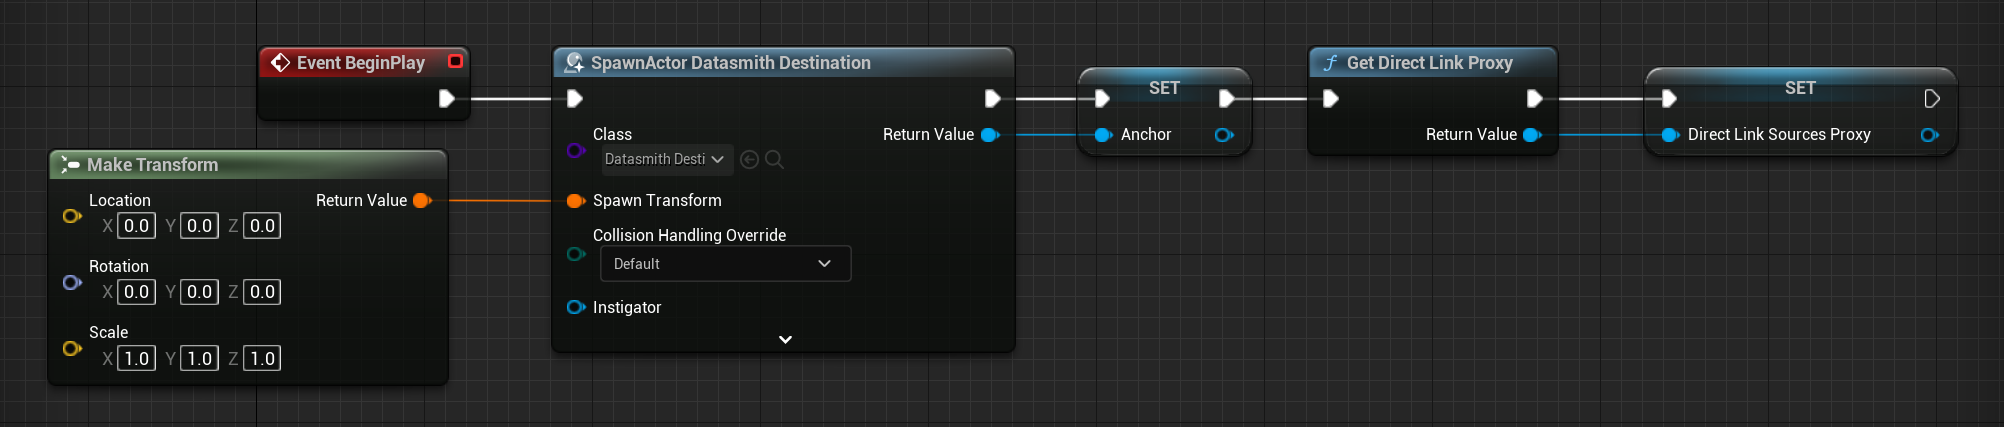 Event BeginPlay
SpawnActor Datasmith Destination
Class
Datasmith Desti
Return Value
Spawn Transform
Collision Handling Override
Default
Instigator
SET
Anchor
Get Direct Link Proxy
Return Value
SET
Direct Link Sources Proxy
Make Transform
Location
Return Value
X 0.0 Y 0.0 Z 0.0
Rotation
X 0.0 Y 0.0 Z 0.0
Scale
X 1.0 Y 1.0 Z 1.0